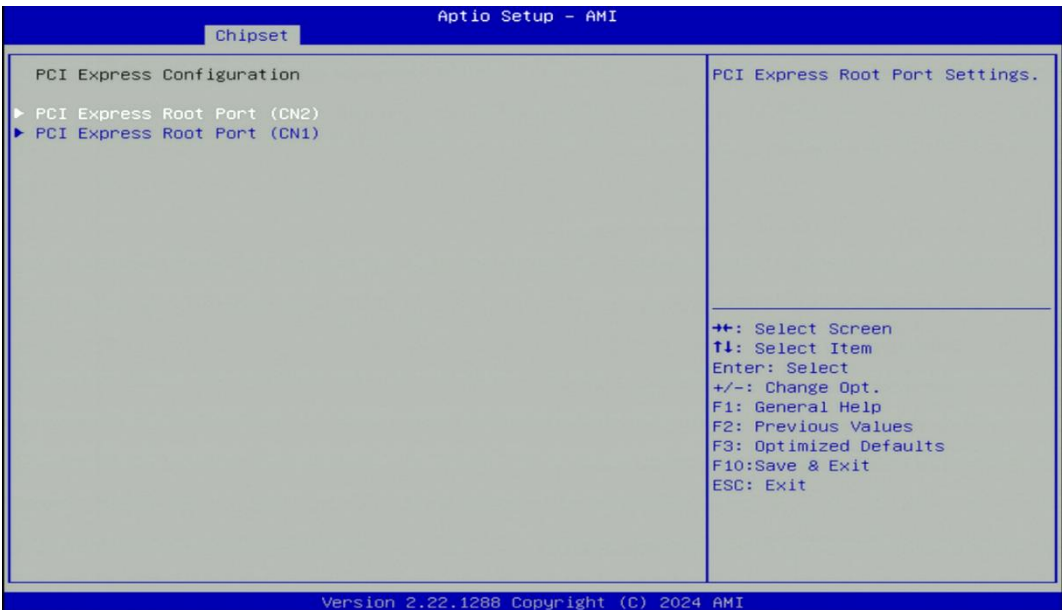 Aptio Setup – AMI
Chipset
PCI Express Configuration
▶ PCI Express Root Port (CN2)
▶ PCI Express Root Port (CN1)
PCI Express Root Port Settings.
→←: Select Screen
↑↓: Select Item
Enter: Select
+/-: Change Opt.
F1: General Help
F2: Previous Values
F3: Optimized Defaults
F10:Save & Exit
ESC: Exit
Version 2.22.1288 Copyright (C) 2024 AMI